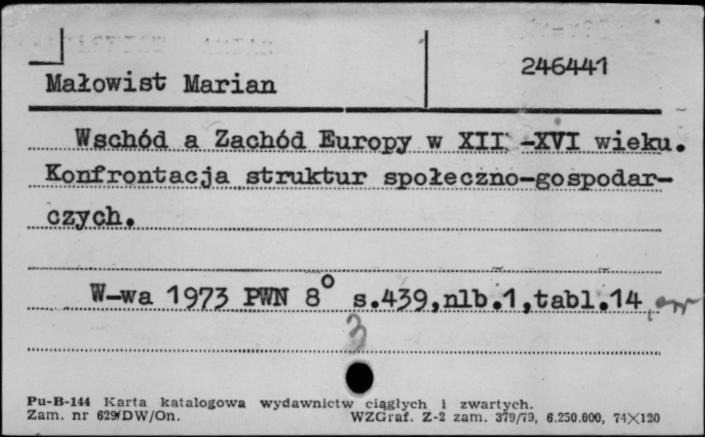 246441
Małowist Marian
Wschód a Zachód Europy w XII -XVI wieku.
Konfrontacja struktur społeczno-gospodar-
czych.
W-wa 1973 PWN 8° s.439,nlb.1,tabl.14
3
Pu-B-144 Karta katalogowa wydawnictw ciągłych i zwartych.
Zam. nr 629/DW/On. WZGraf. Z-2 zam. 379/79, 6.250.000, 74×120